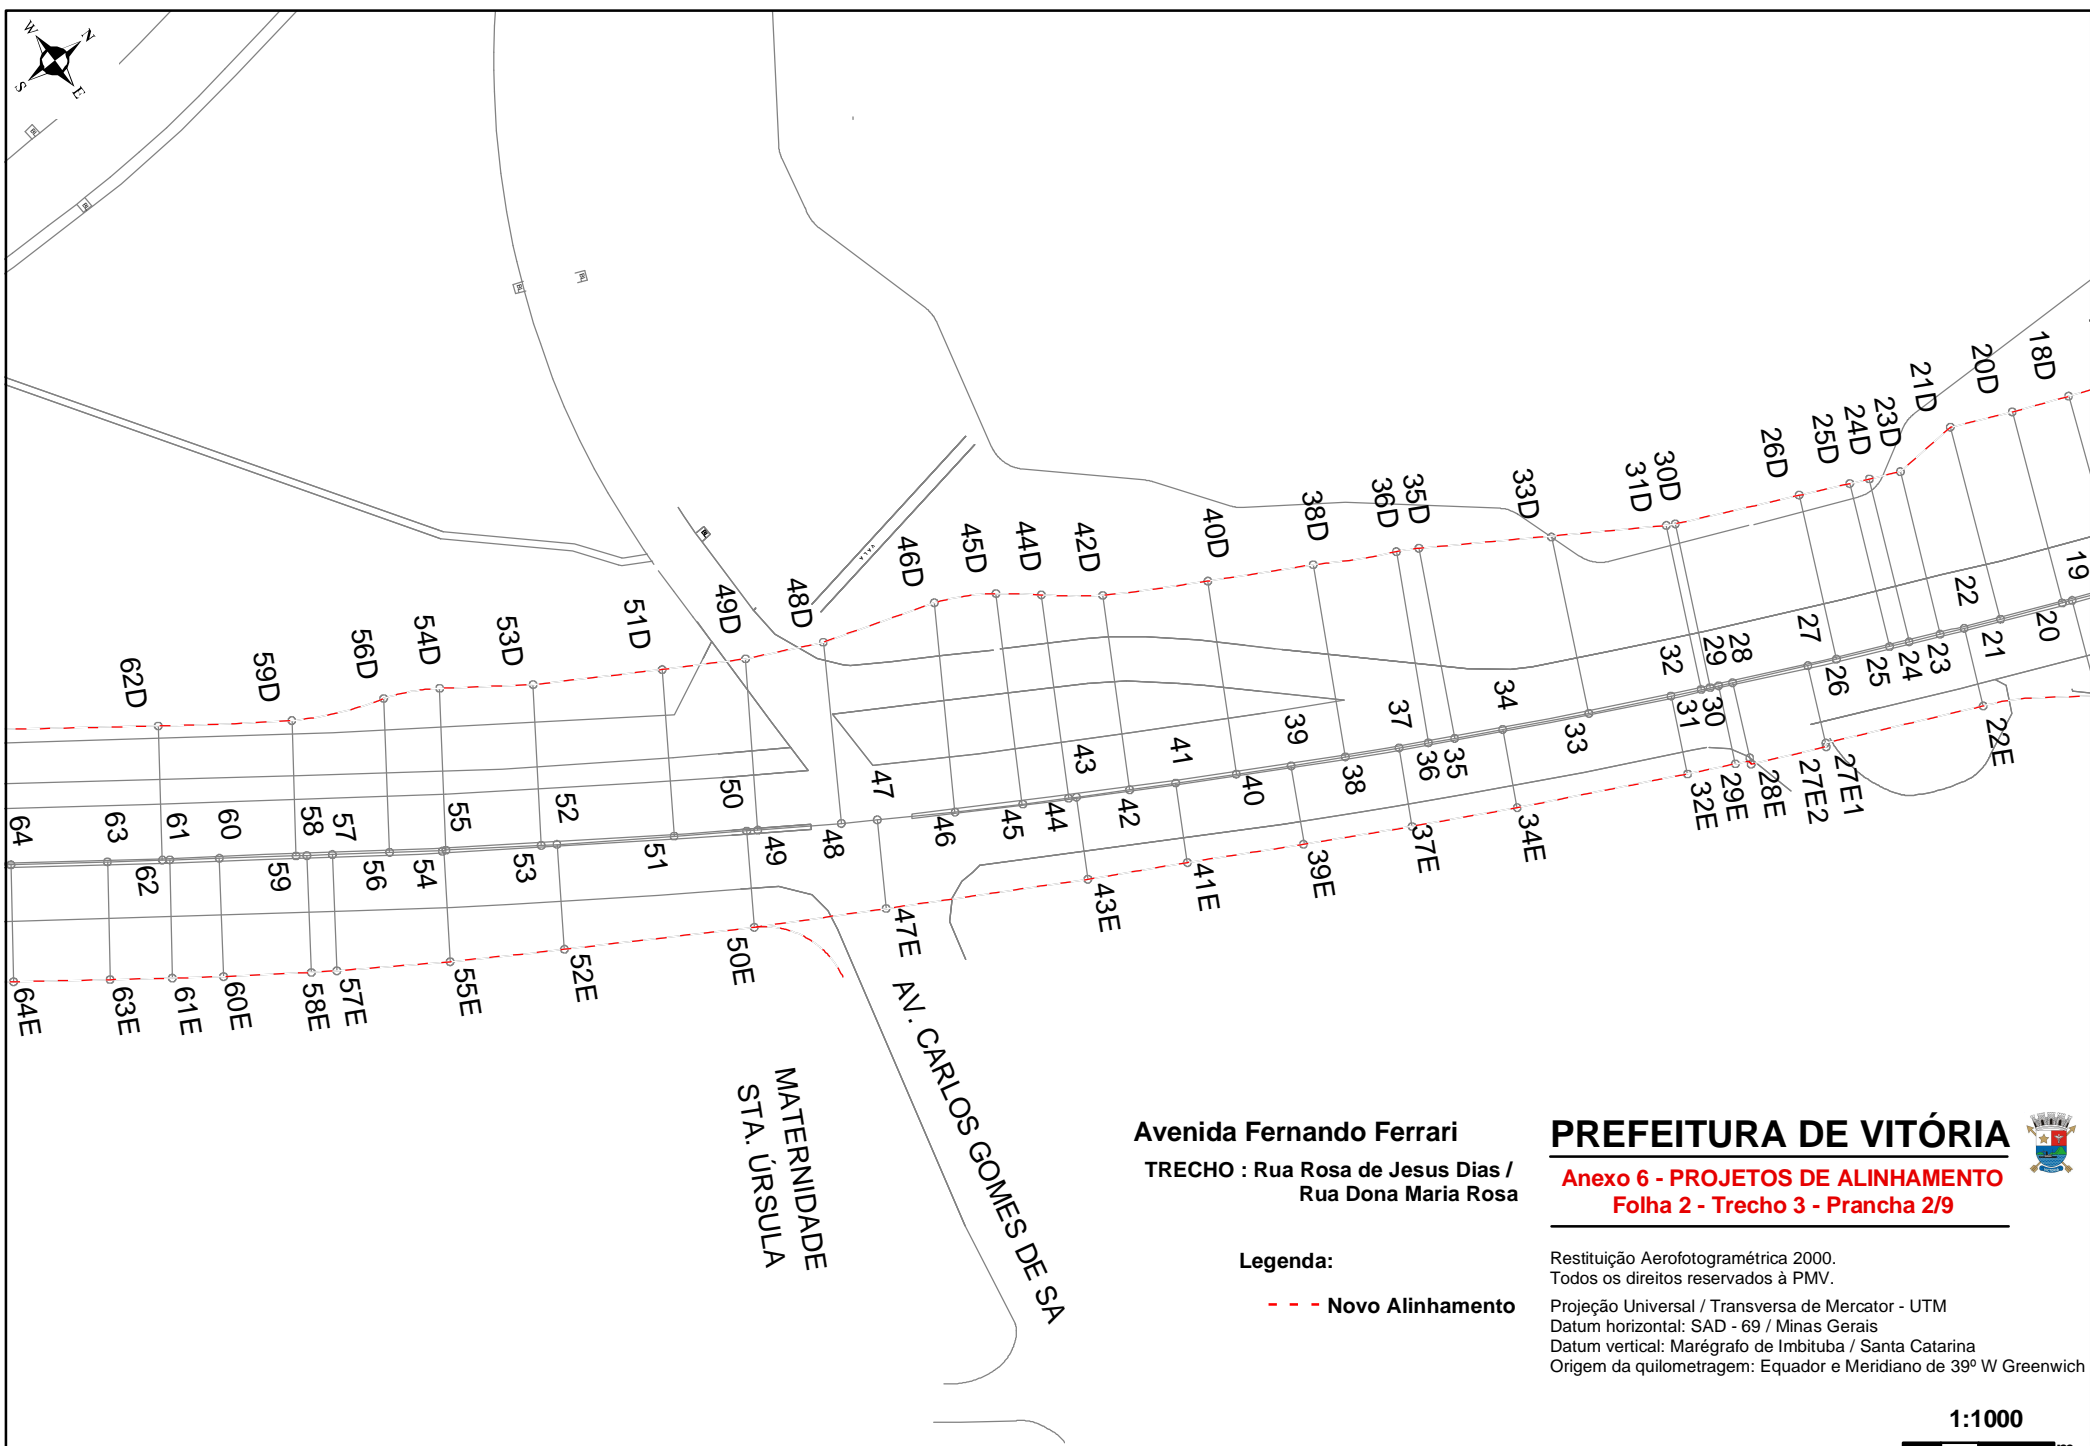 W
N
S
E
VALA
18D
20D
21D
23D
24D
25D
26D
30D
31D
33D
35D
36D
38D
40D
42D
44D
45D
46D
48D
49D
51D
53D
54D
56D
59D
62D
19
20
21
22
23
24
25
26
27
28
29
30
31
32
33
34
35
36
37
38
39
40
41
42
43
44
45
46
47
48
49
50
51
52
53
54
55
56
57
58
59
60
61
62
63
64
22E
27E1
27E2
28E
29E
32E
34E
37E
39E
41E
43E
47E
50E
52E
55E
57E
58E
60E
61E
63E
64E
AV. CARLOS GOMES DE SA
MATERNIDADE
STA. ÚRSULA
Avenida Fernando Ferrari
TRECHO : Rua Rosa de Jesus Dias /
Rua Dona Maria Rosa
Legenda:
Novo Alinhamento
PREFEITURA DE VITÓRIA
Anexo 6 - PROJETOS DE ALINHAMENTO
Folha 2 - Trecho 3 - Prancha 2/9
Restituição Aerofotogramétrica 2000.
Todos os direitos reservados à PMV.
Projeção Universal / Transversa de Mercator - UTM
Datum horizontal: SAD - 69 / Minas Gerais
Datum vertical: Marégrafo de Imbituba / Santa Catarina
Origem da quilometragem: Equador e Meridiano de 39º W Greenwich
1:1000